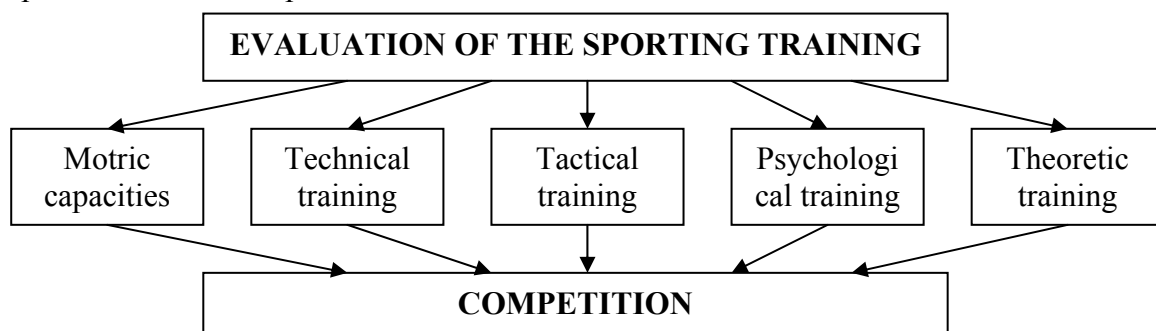 EVALUATION OF THE SPORTING TRAINING
Motric
capacities
Technical
training
Tactical
training
Psychologi
cal training
Theoretic
training
COMPETITION